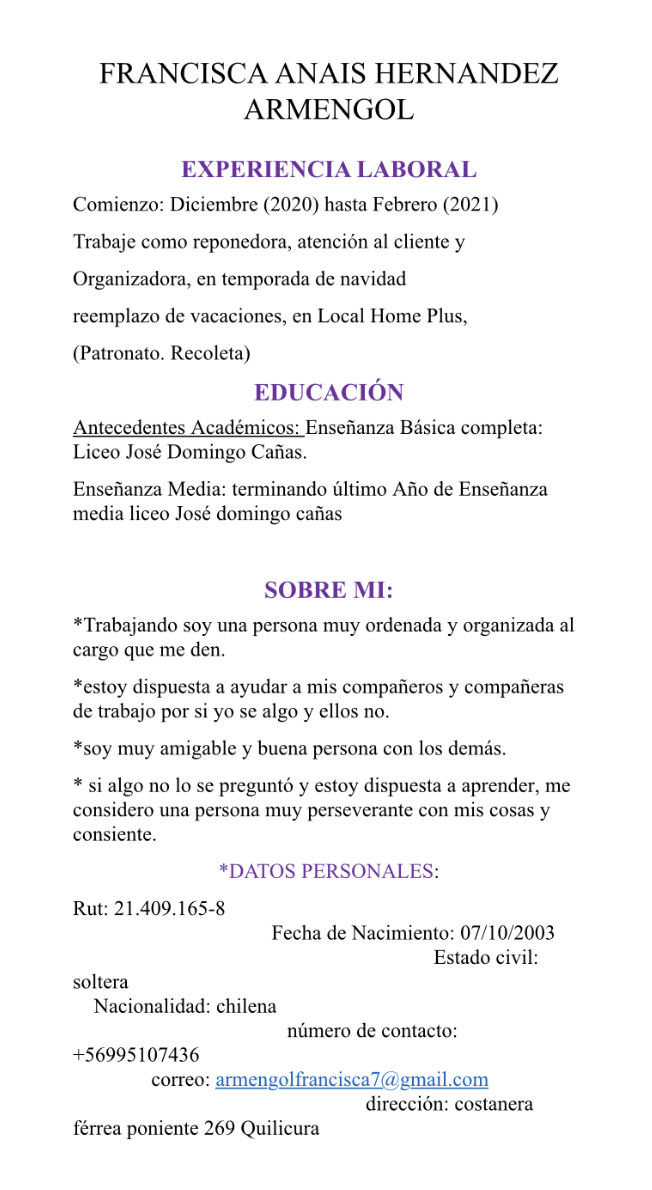 FRANCISCA ANAIS HERNANDEZ
ARMENGOL
EXPERIENCIA LABORAL
Comienzo: Diciembre (2020) hasta Febrero (2021)
Trabaje como reponedora, atención al cliente y
Organizadora, en temporada de navidad
reemplazo de vacaciones, en Local Home Plus,
(Patronato. Recoleta)
EDUCACIÓN
Antecedentes Académicos: Enseñanza Básica completa:
Liceo José Domingo Cañas.
Enseñanza Media: terminando último Año de Enseñanza
media liceo José domingo cañas
SOBRE MI:
*Trabajando soy una persona muy ordenada y organizada al
cargo que me den.
*estoy dispuesta a ayudar a mis compañeros y compañeras
de trabajo por si yo se algo y ellos no.
*soy muy amigable y buena persona con los demás.
* si algo no lo se preguntó y estoy dispuesta a aprender, me
considero una persona muy perseverante con mis cosas y
consiente.
*DATOS PERSONALES:
Rut: 21.409.165-8
Fecha de Nacimiento: 07/10/2003
Estado civil:
soltera
Nacionalidad: chilena
número de contacto:
+56995107436
correo: armengolfrancisca7@gmail.com
dirección: costanera
férrea poniente 269 Quilicura